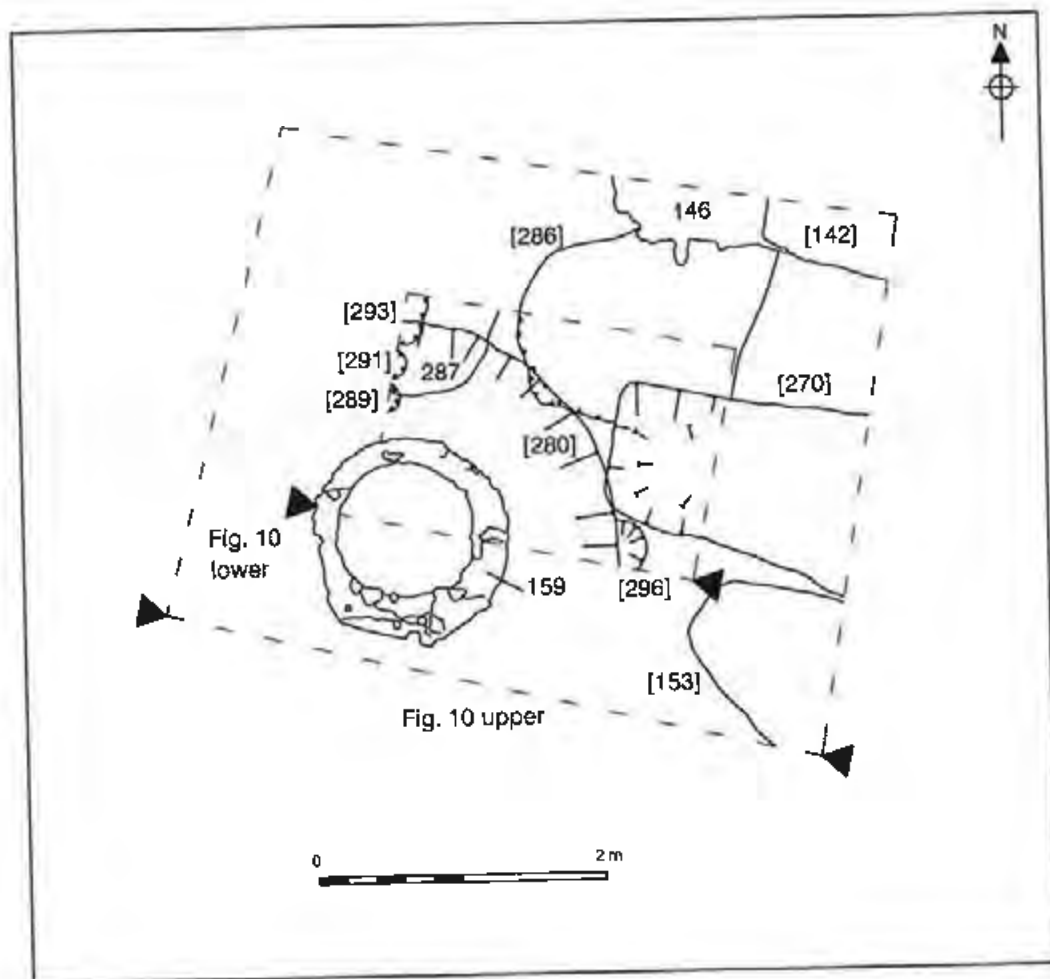 N
146
[142]
[286]
[293]
[291]
287
[289]
[270]
[280]
Fig. 10
lower
159
[296]
[153]
Fig. 10 upper
0
2 m